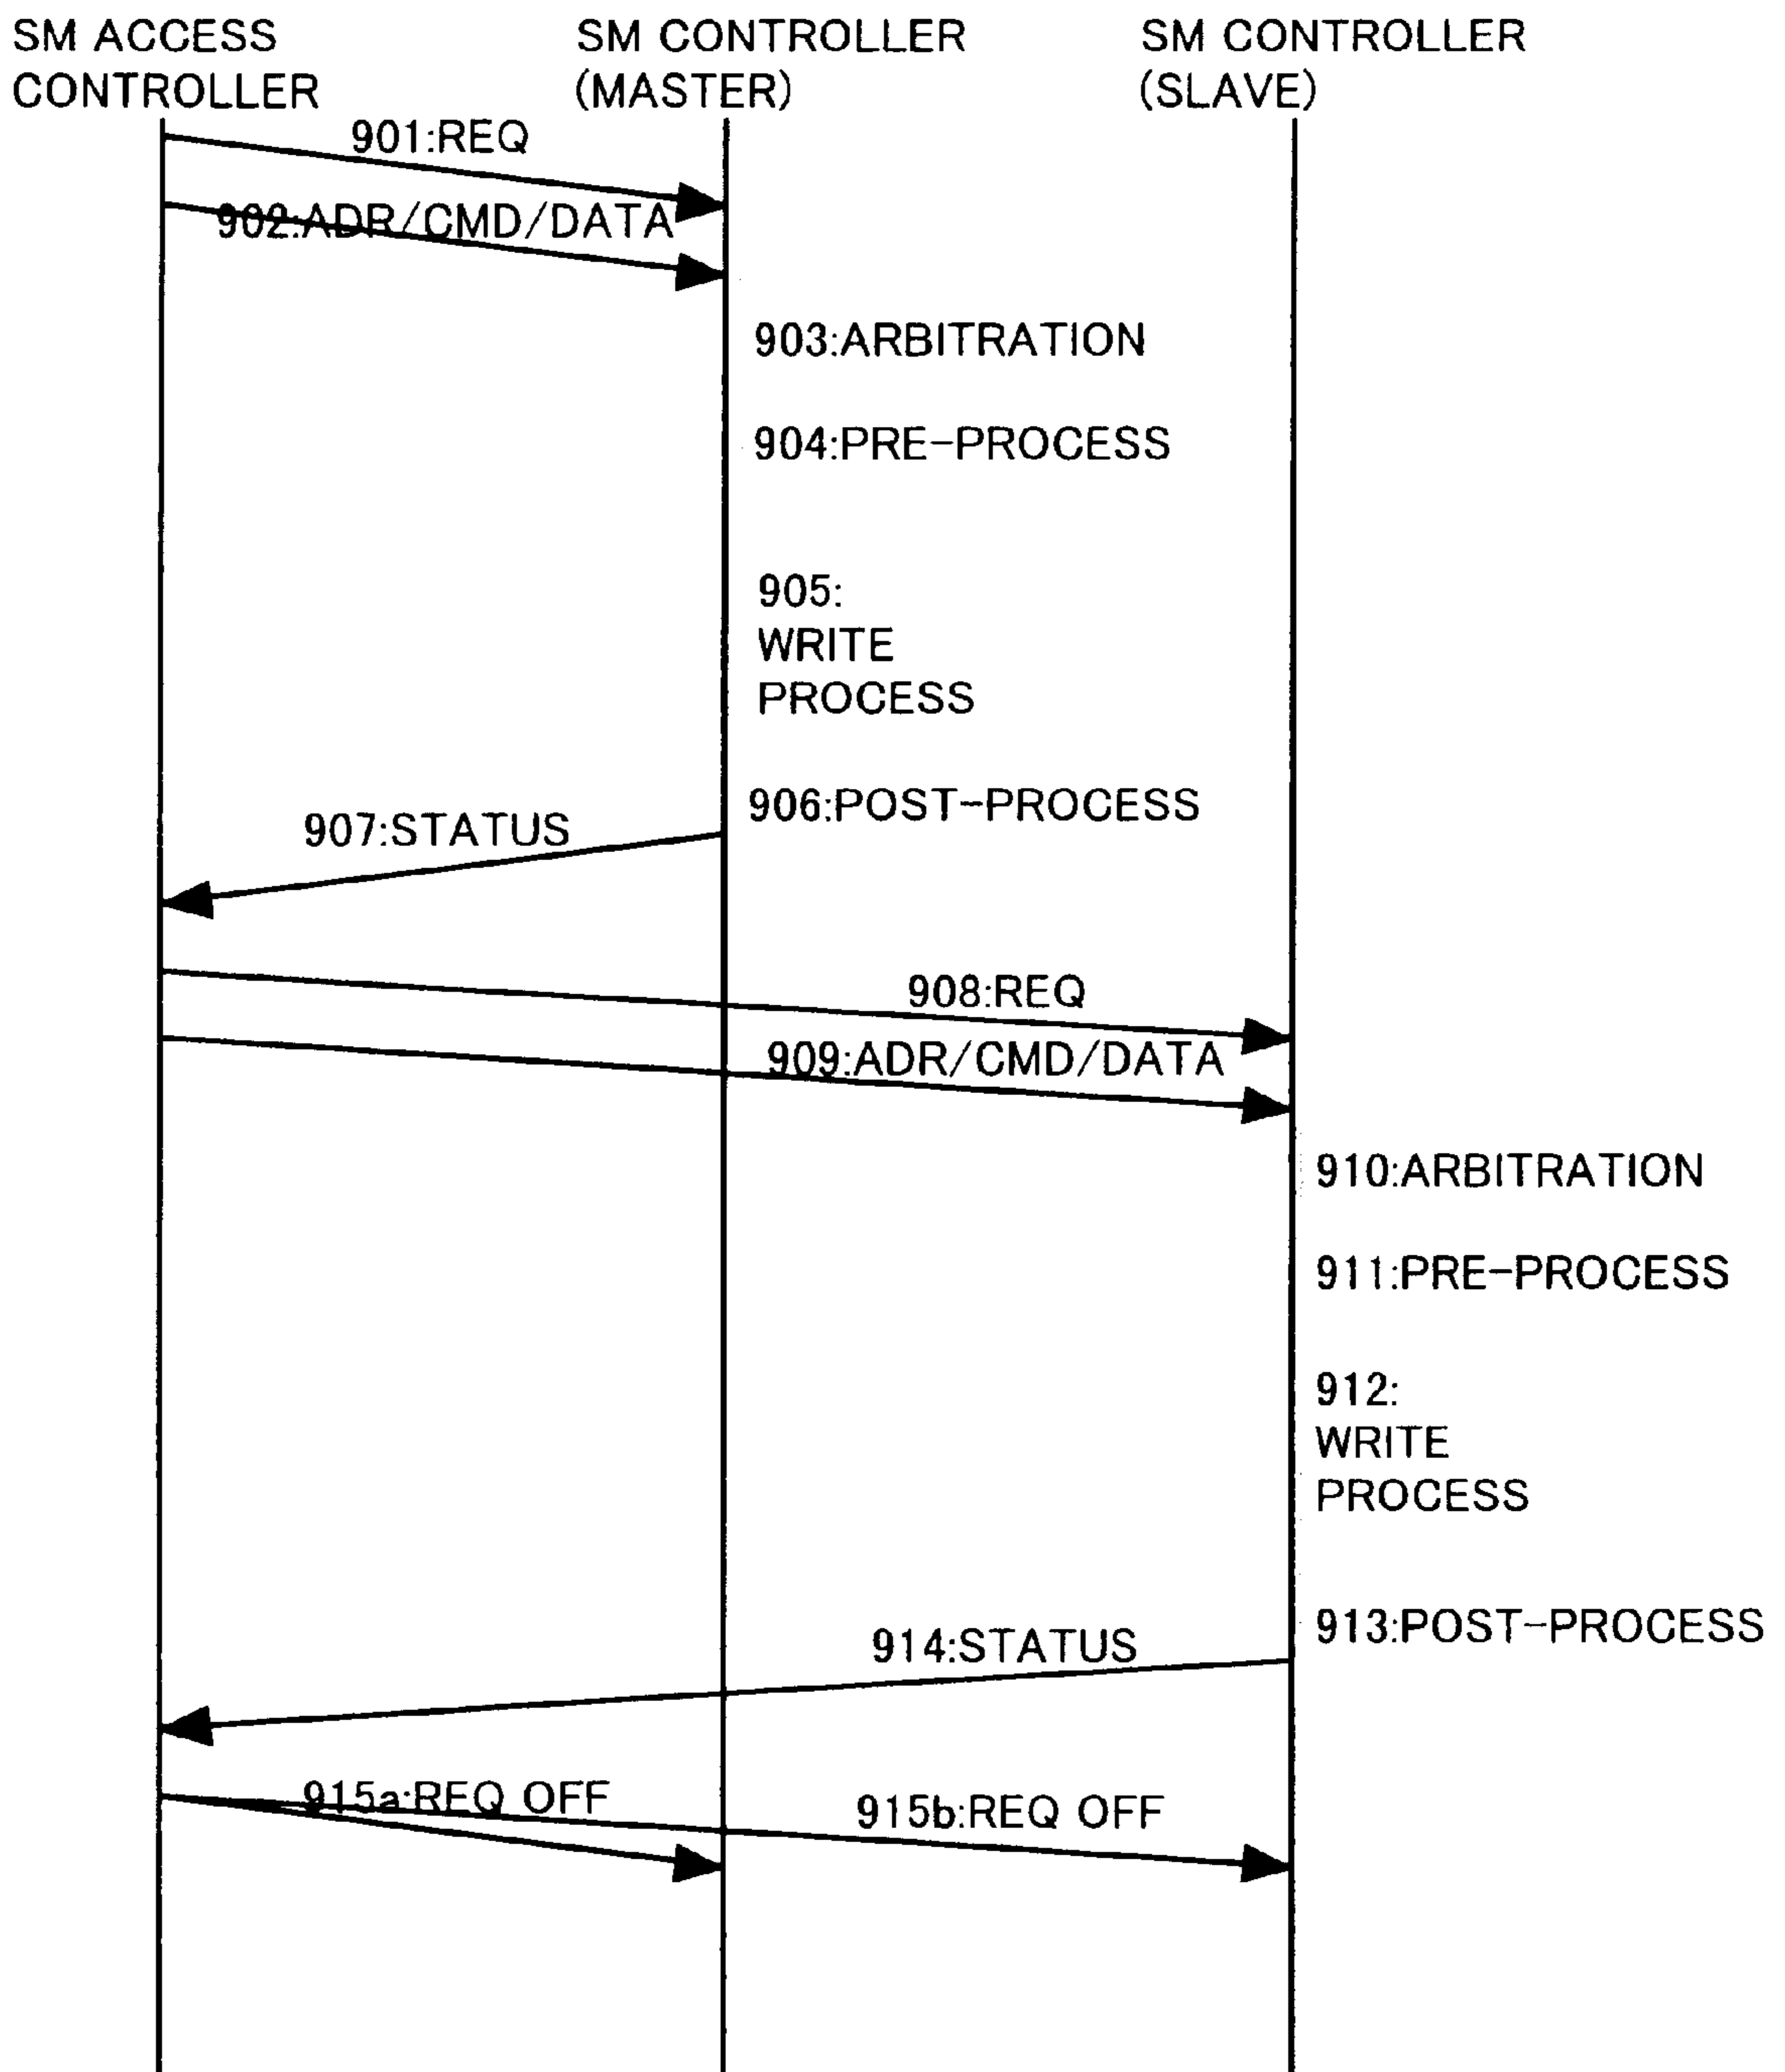 SM ACCESS
CONTROLLER
SM CONTROLLER
(MASTER)
SM CONTROLLER
(SLAVE)
901:REQ
902:ADR/CMD/DATA
903:ARBITRATION
904:PRE-PROCESS
905:
WRITE
PROCESS
906:POST-PROCESS
907:STATUS
908:REQ
909:ADR/CMD/DATA
910:ARBITRATION
911:PRE-PROCESS
912:
WRITE
PROCESS
913:POST-PROCESS
914:STATUS
915a:REQ OFF
915b:REQ OFF